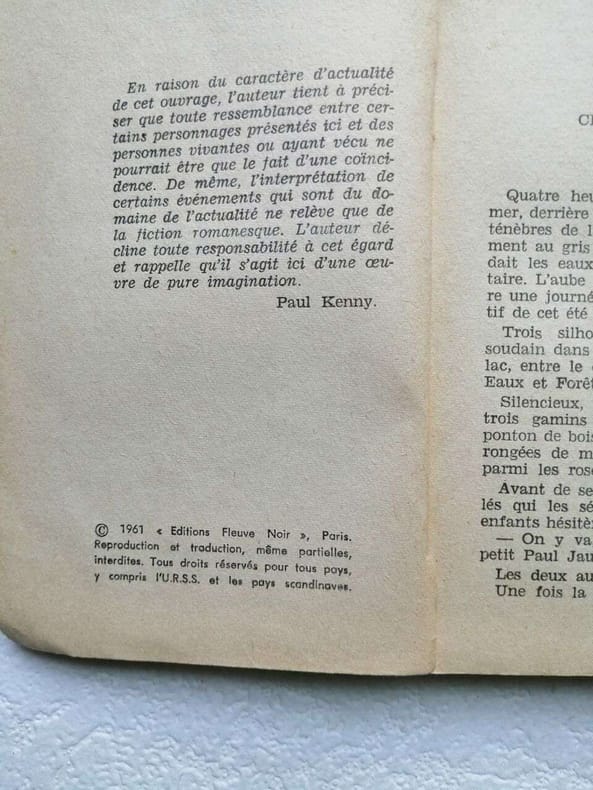 En raison du caractère d'actualité
de cet ouvrage, l'auteur tient à préci-
ser que toute ressemblance entre cer-
tains personnages présentés ici et des
personnes vivantes ou ayant vécu ne
pourrait être que le fait d'une coïnci-
dence. De même, l'interprétation de
certains événements qui sont du do-
maine de l'actualité ne relève que de
la fiction romanesque. L'auteur dé-
cline toute responsabilité à cet égard
et rappelle qu'il s'agit ici d'une œu-
vre de pure imagination.
Paul Kenny.
© 1961 « Editions Fleuve Noir », Paris.
Reproduction et traduction, même partielles,
interdites. Tous droits réservés pour tous pays,
y compris l'U.R.S.S. et les pays scandinaves.
Quatre heu
mer, derrière
ténèbres de l
ment au gris
dait les eaux
taire. L'aube
re une journé
tif de cet été
Trois silho
soudain dans
lac, entre le
Eaux et Forêt
Silencieux,
trois gamins
ponton de bois
rongées de m
parmi les rose
Avant de se
lés qui les sé
enfants hésitèr
— On y va
petit Paul Jau
Les deux au
Une fois la